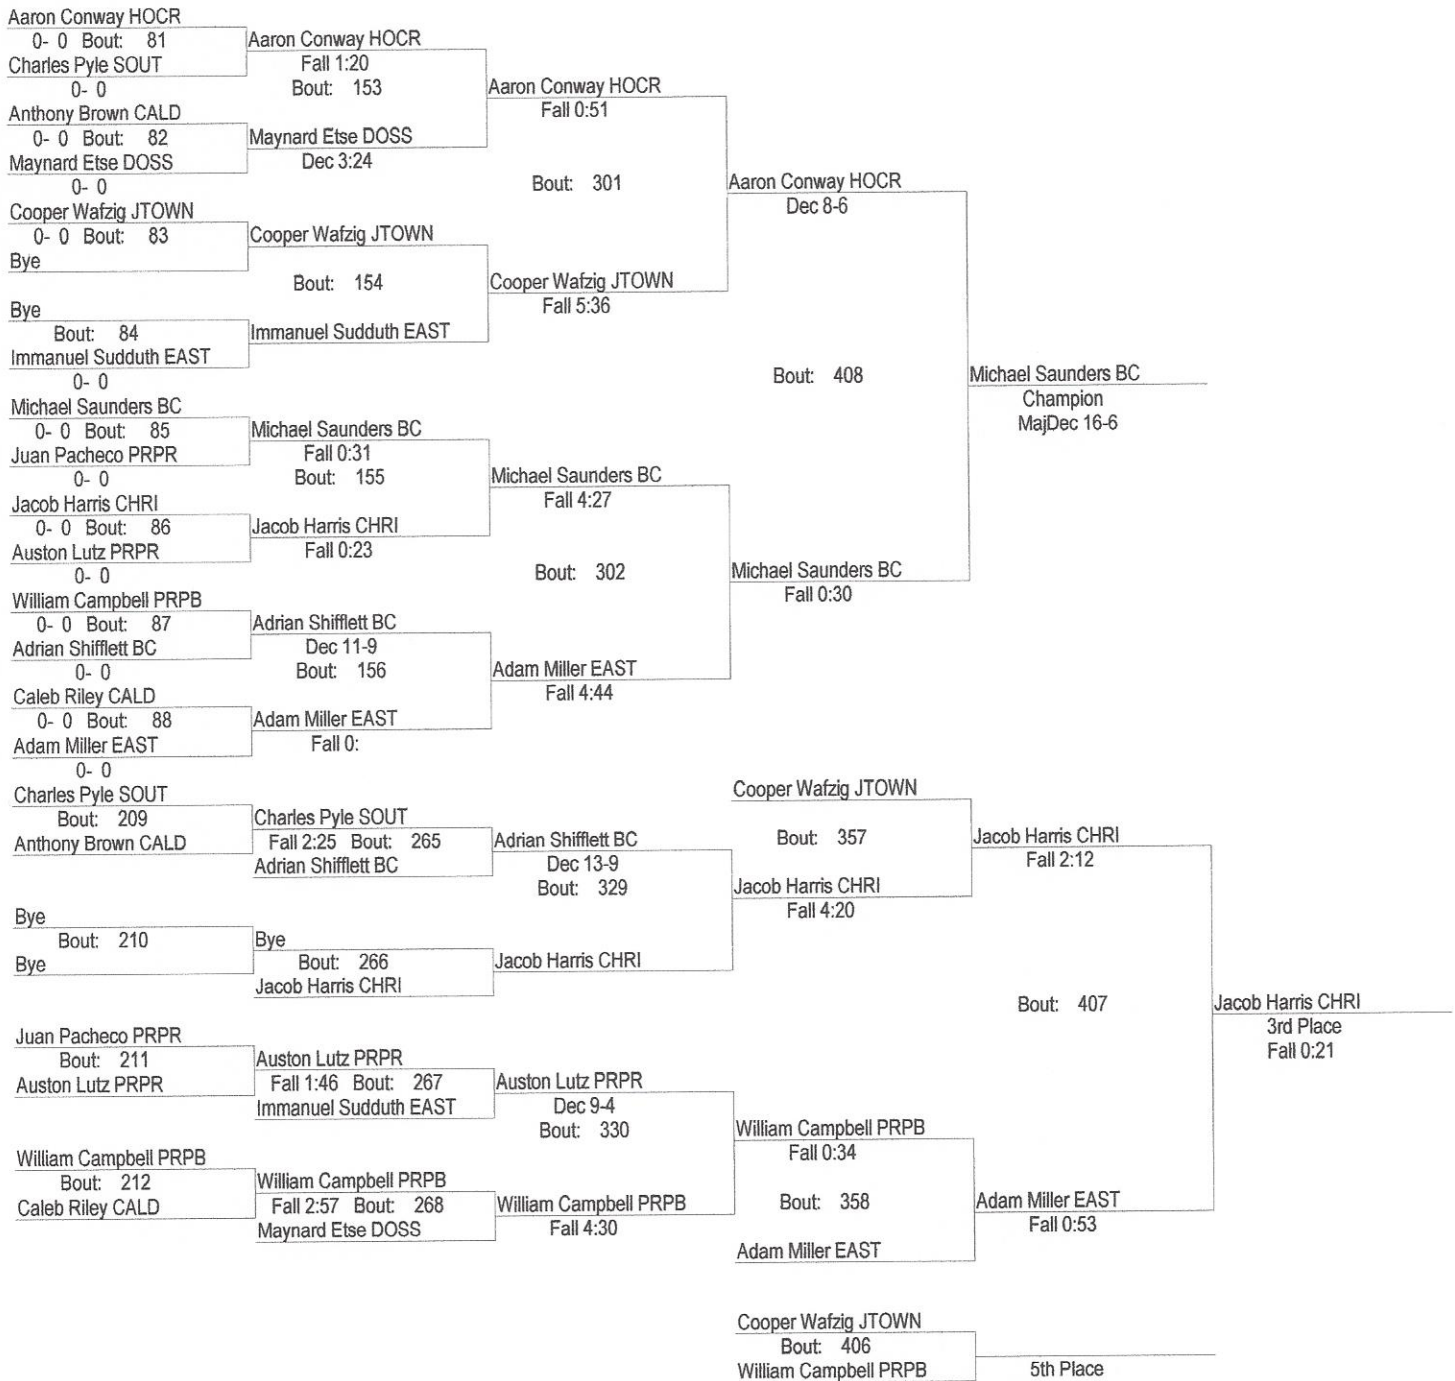 Aaron Conway HOCR
0- 0 Bout: 81
Charles Pyle SOUT
0- 0
Anthony Brown CALD
0- 0 Bout: 82
Maynard Etse DOSS
0- 0
Cooper Wafzig JTOWN
0- 0 Bout: 83
Bye
Bye
Bout: 84
Immanuel Sudduth EAST
0- 0
Michael Saunders BC
0- 0 Bout: 85
Juan Pacheco PRPR
0- 0
Jacob Harris CHRI
0- 0 Bout: 86
Auston Lutz PRPR
0- 0
William Campbell PRPB
0- 0 Bout: 87
Adrian Shifflett BC
0- 0
Caleb Riley CALD
0- 0 Bout: 88
Adam Miller EAST
0- 0
Aaron Conway HOCR
Fall 1:20
Bout: 153
Maynard Etse DOSS
Dec 3:24
Cooper Wafzig JTOWN
Bout: 154
Immanuel Sudduth EAST
Michael Saunders BC
Fall 0:31
Bout: 155
Jacob Harris CHRI
Fall 0:23
Adrian Shifflett BC
Dec 11-9
Bout: 156
Adam Miller EAST
Fall 0:
Aaron Conway HOCR
Fall 0:51
Bout: 301
Cooper Wafzig JTOWN
Fall 5:36
Michael Saunders BC
Fall 4:27
Bout: 302
Adam Miller EAST
Fall 4:44
Aaron Conway HOCR
Dec 8-6
Bout: 408
Michael Saunders BC
Fall 0:30
Michael Saunders BC
Champion
MajDec 16-6
Charles Pyle SOUT
Bout: 209
Anthony Brown CALD
Bye
Bout: 210
Bye
Juan Pacheco PRPR
Bout: 211
Auston Lutz PRPR
William Campbell PRPB
Bout: 212
Caleb Riley CALD
Charles Pyle SOUT
Fall 2:25 Bout: 265
Adrian Shifflett BC
Bye
Bout: 266
Jacob Harris CHRI
Auston Lutz PRPR
Fall 1:46 Bout: 267
Immanuel Sudduth EAST
William Campbell PRPB
Fall 2:57 Bout: 268
Maynard Etse DOSS
Adrian Shifflett BC
Dec 13-9
Bout: 329
Jacob Harris CHRI
Auston Lutz PRPR
Dec 9-4
Bout: 330
William Campbell PRPB
Fall 4:30
Cooper Wafzig JTOWN
Bout: 357
Jacob Harris CHRI
Fall 4:20
William Campbell PRPB
Fall 0:34
Bout: 358
Adam Miller EAST
Jacob Harris CHRI
Fall 2:12
Bout: 407
Adam Miller EAST
Fall 0:53
Jacob Harris CHRI
3rd Place
Fall 0:21
Cooper Wafzig JTOWN
Bout: 406
William Campbell PRPB
5th Place